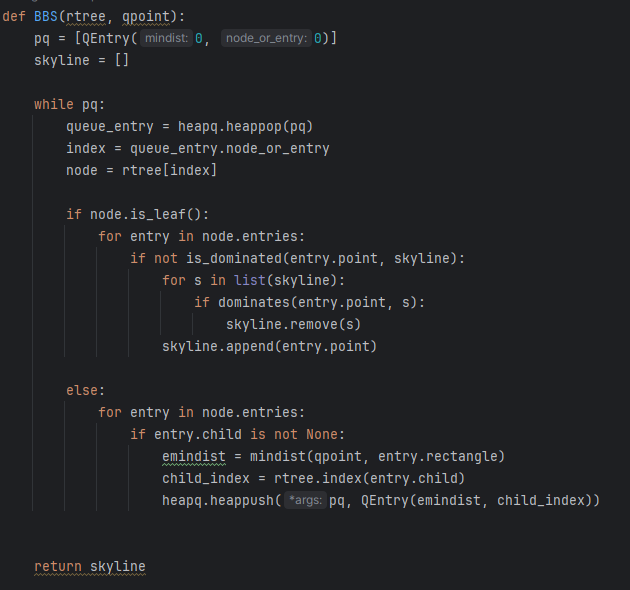 def BBS(rtree, qpoint):
    pq = [QEntry( mindist: 0,  node_or_entry: 0)]
    skyline = []
    while pq:
        queue_entry = heapq.heappop(pq)
        index = queue_entry.node_or_entry
        node = rtree[index]
        if node.is_leaf():
            for entry in node.entries:
                if not is_dominated(entry.point, skyline):
                    for s in list(skyline):
                        if dominates(entry.point, s):
                            skyline.remove(s)
                    skyline.append(entry.point)
        else:
            for entry in node.entries:
                if entry.child is not None:
                    emindist = mindist(qpoint, entry.rectangle)
                    child_index = rtree.index(entry.child)
                    heapq.heappush( *args: pq, QEntry(emindist, child_index))
    return skyline